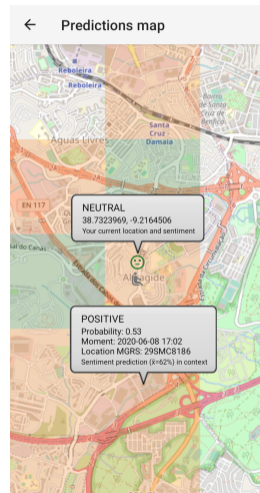 Predictions map
Reboleira
Reboleira
Bairro
de Santa
Cruz de
Benfica
Santa
Cruz
Damaia
Águas Livres
EN 117
NEUTRAL
38.7323969, -9.2164506
Your current location and sentiment
Alfragide
POSITIVE
Probability: 0.53
Moment: 2020-06-08 17:02
Location MGRS: 29SMC8186
Sentiment prediction (x̄=62%) in context